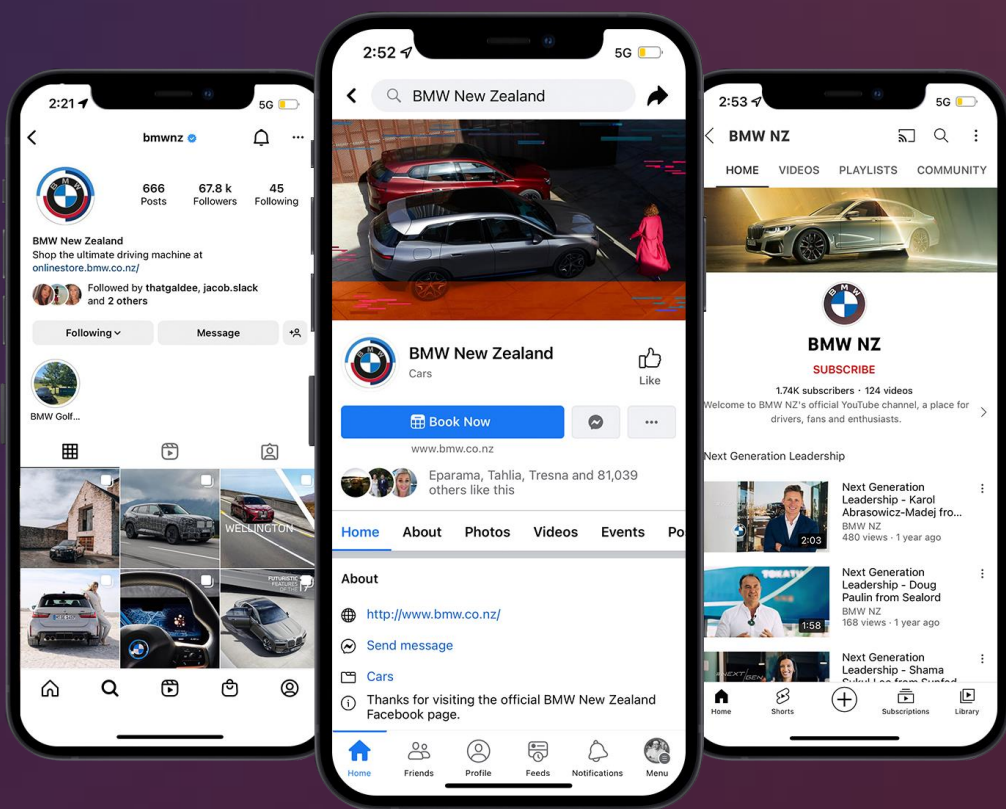 2:21
5G
bmwnz
666
Posts
67.8 k
Followers
45
Following
BMW New Zealand
Shop the ultimate driving machine at
onlinestore.bmw.co.nz/
Followed by thatgaldee, jacob.slack
and 2 others
Following
Message
BMW Golf...
WELLINGTON
FUTURISTIC
FEATURES
OF THE i7
2:52
5G
BMW New Zealand
BMW
BMW New Zealand
Cars
Like
Book Now
www.bmw.co.nz
Eparama, Tahlia, Tresna and 81,039
others like this
Home
About
Photos
Videos
Events
Po
About
http://www.bmw.co.nz/
Send message
Cars
Thanks for visiting the official BMW New Zealand
Facebook page.
Home
Friends
Profile
Feeds
Notifications
Menu
2:53
5G
BMW NZ
HOME
VIDEOS
PLAYLISTS
COMMUNITY
BMW
BMW NZ
SUBSCRIBE
1.74K subscribers · 124 videos
Welcome to BMW NZ's official YouTube channel, a place for
drivers, fans and enthusiasts.
Next Generation Leadership
2:03
Next Generation
Leadership - Karol
Abrasowicz-Madej fro...
BMW NZ
480 views · 1 year ago
1:58
Next Generation
Leadership - Doug
Paulin from Sealord
BMW NZ
168 views · 1 year ago
Next Generation
Leadership - Shama
Home
Shorts
Subscriptions
Library